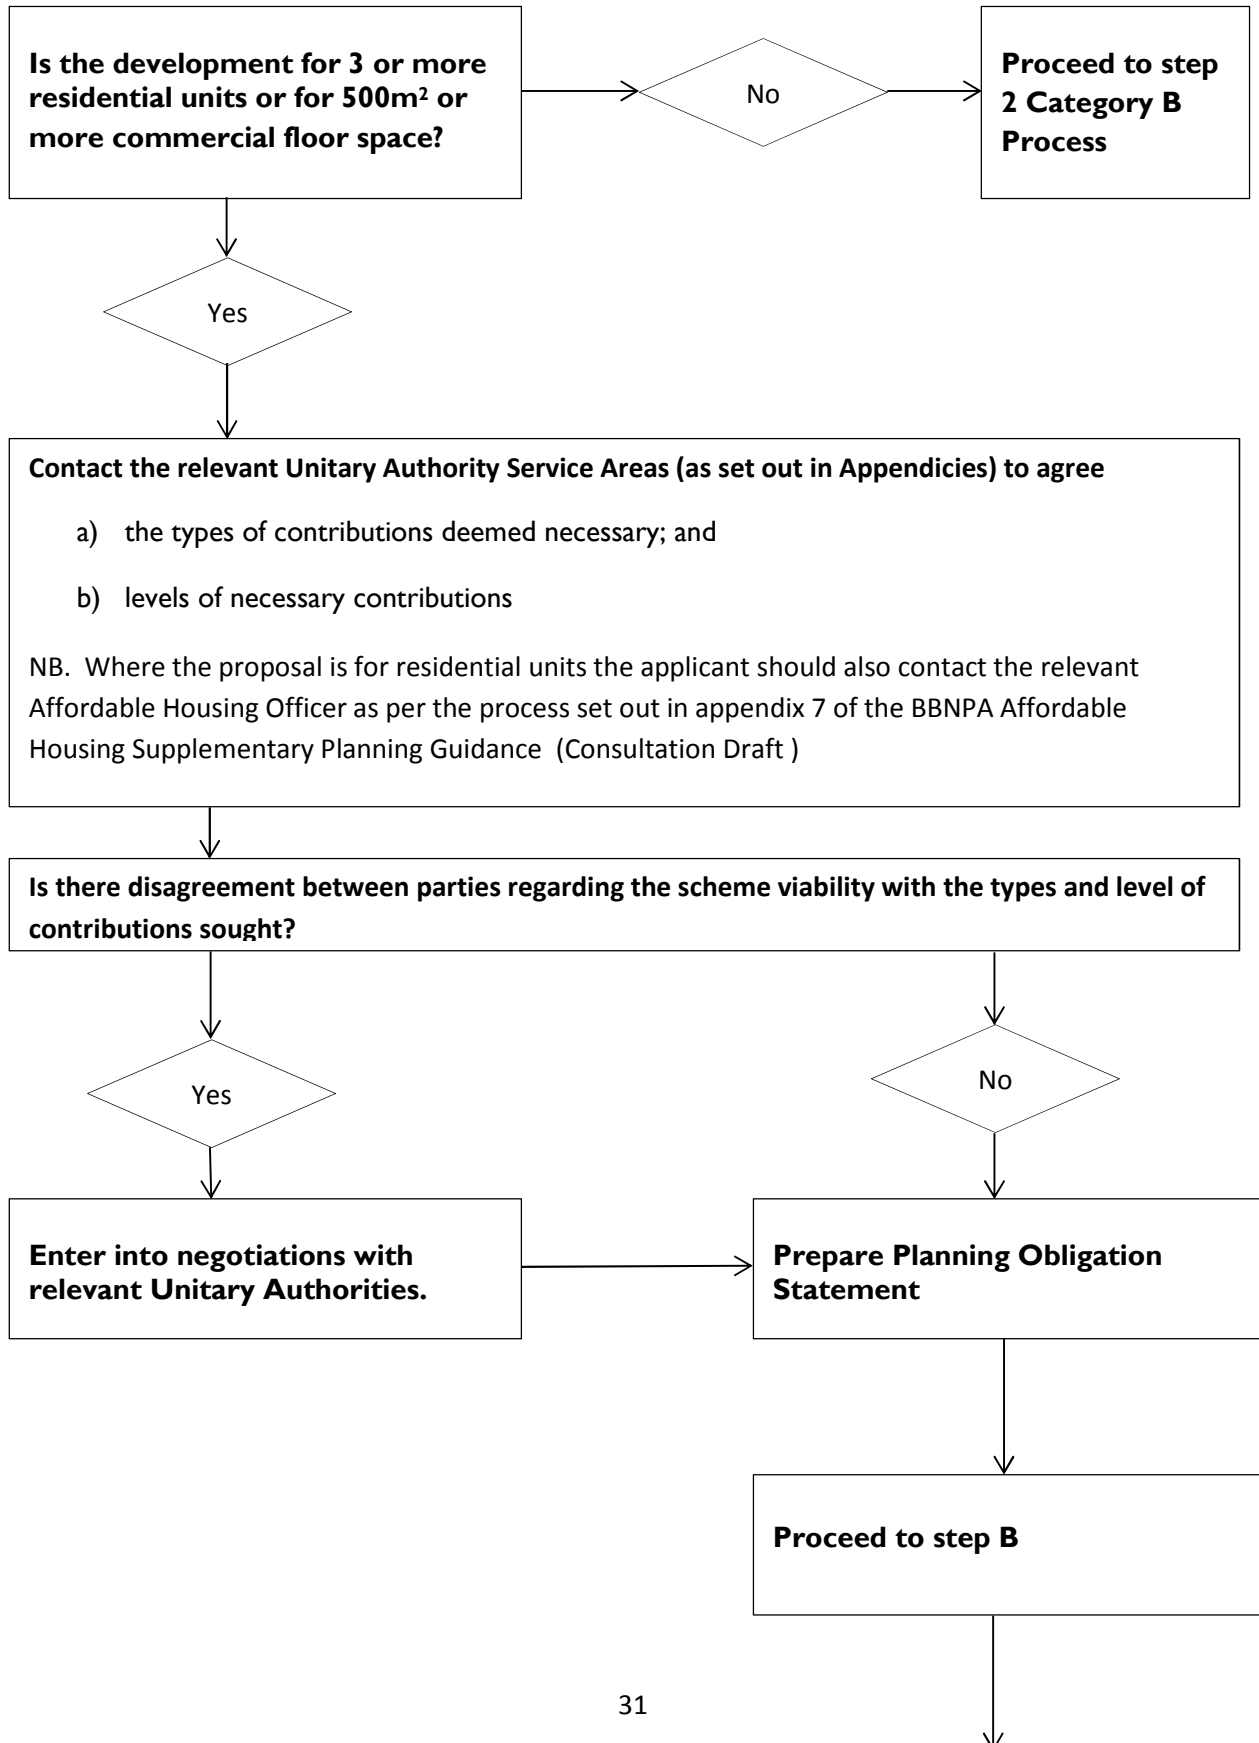 Is the development for 3 or more
residential units or for 500m² or
more commercial floor space?
No
Proceed to step
2 Category B
Process
Yes
Contact the relevant Unitary Authority Service Areas (as set out in Appendicies) to agree
a) the types of contributions deemed necessary; and
b) levels of necessary contributions
NB. Where the proposal is for residential units the applicant should also contact the relevant
Affordable Housing Officer as per the process set out in appendix 7 of the BBNPA Affordable
Housing Supplementary Planning Guidance (Consultation Draft )
Is there disagreement between parties regarding the scheme viability with the types and level of
contributions sought?
Yes
No
Enter into negotiations with
relevant Unitary Authorities.
Prepare Planning Obligation
Statement
Proceed to step B
31